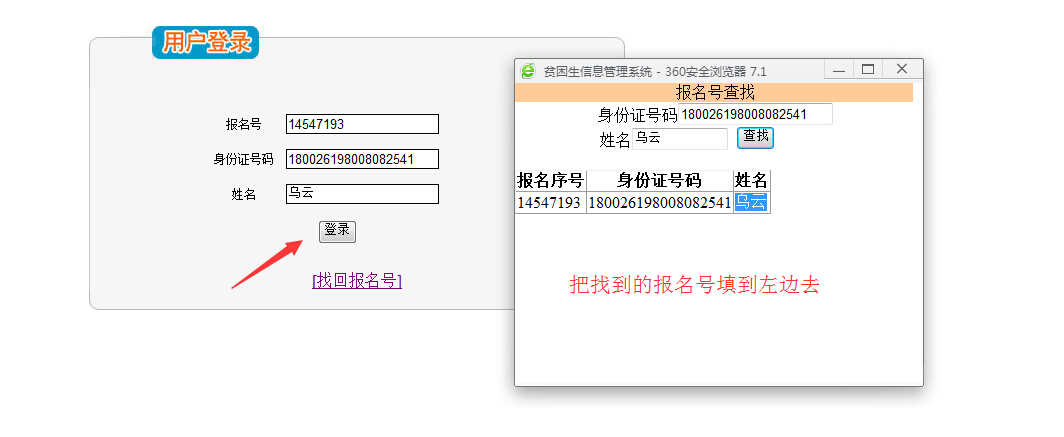 用户登录
报名号 14547193
身份证号码 180026198008082541
姓名 乌云
登录
[找回报名号]
贫困生信息管理系统 - 360安全浏览器 7.1
报名号查找
身份证号码 180026198008082541
姓名 乌云 查找
报名序号 身份证号码 姓名
14547193 180026198008082541 乌云
把找到的报名号填到左边去